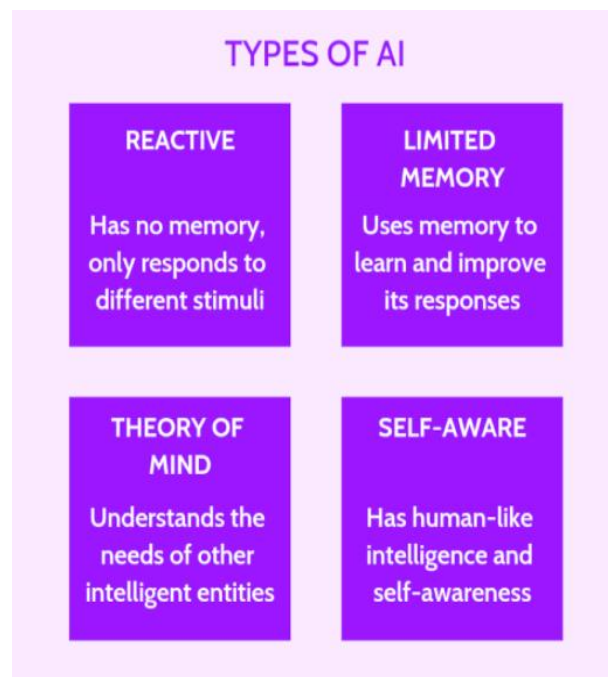 TYPES OF AI
REACTIVE
Has no memory,
only responds to
different stimuli
LIMITED
MEMORY
Uses memory to
learn and improve
its responses
THEORY OF
MIND
Understands the
needs of other
intelligent entities
SELF-AWARE
Has human-like
intelligence and
self-awareness